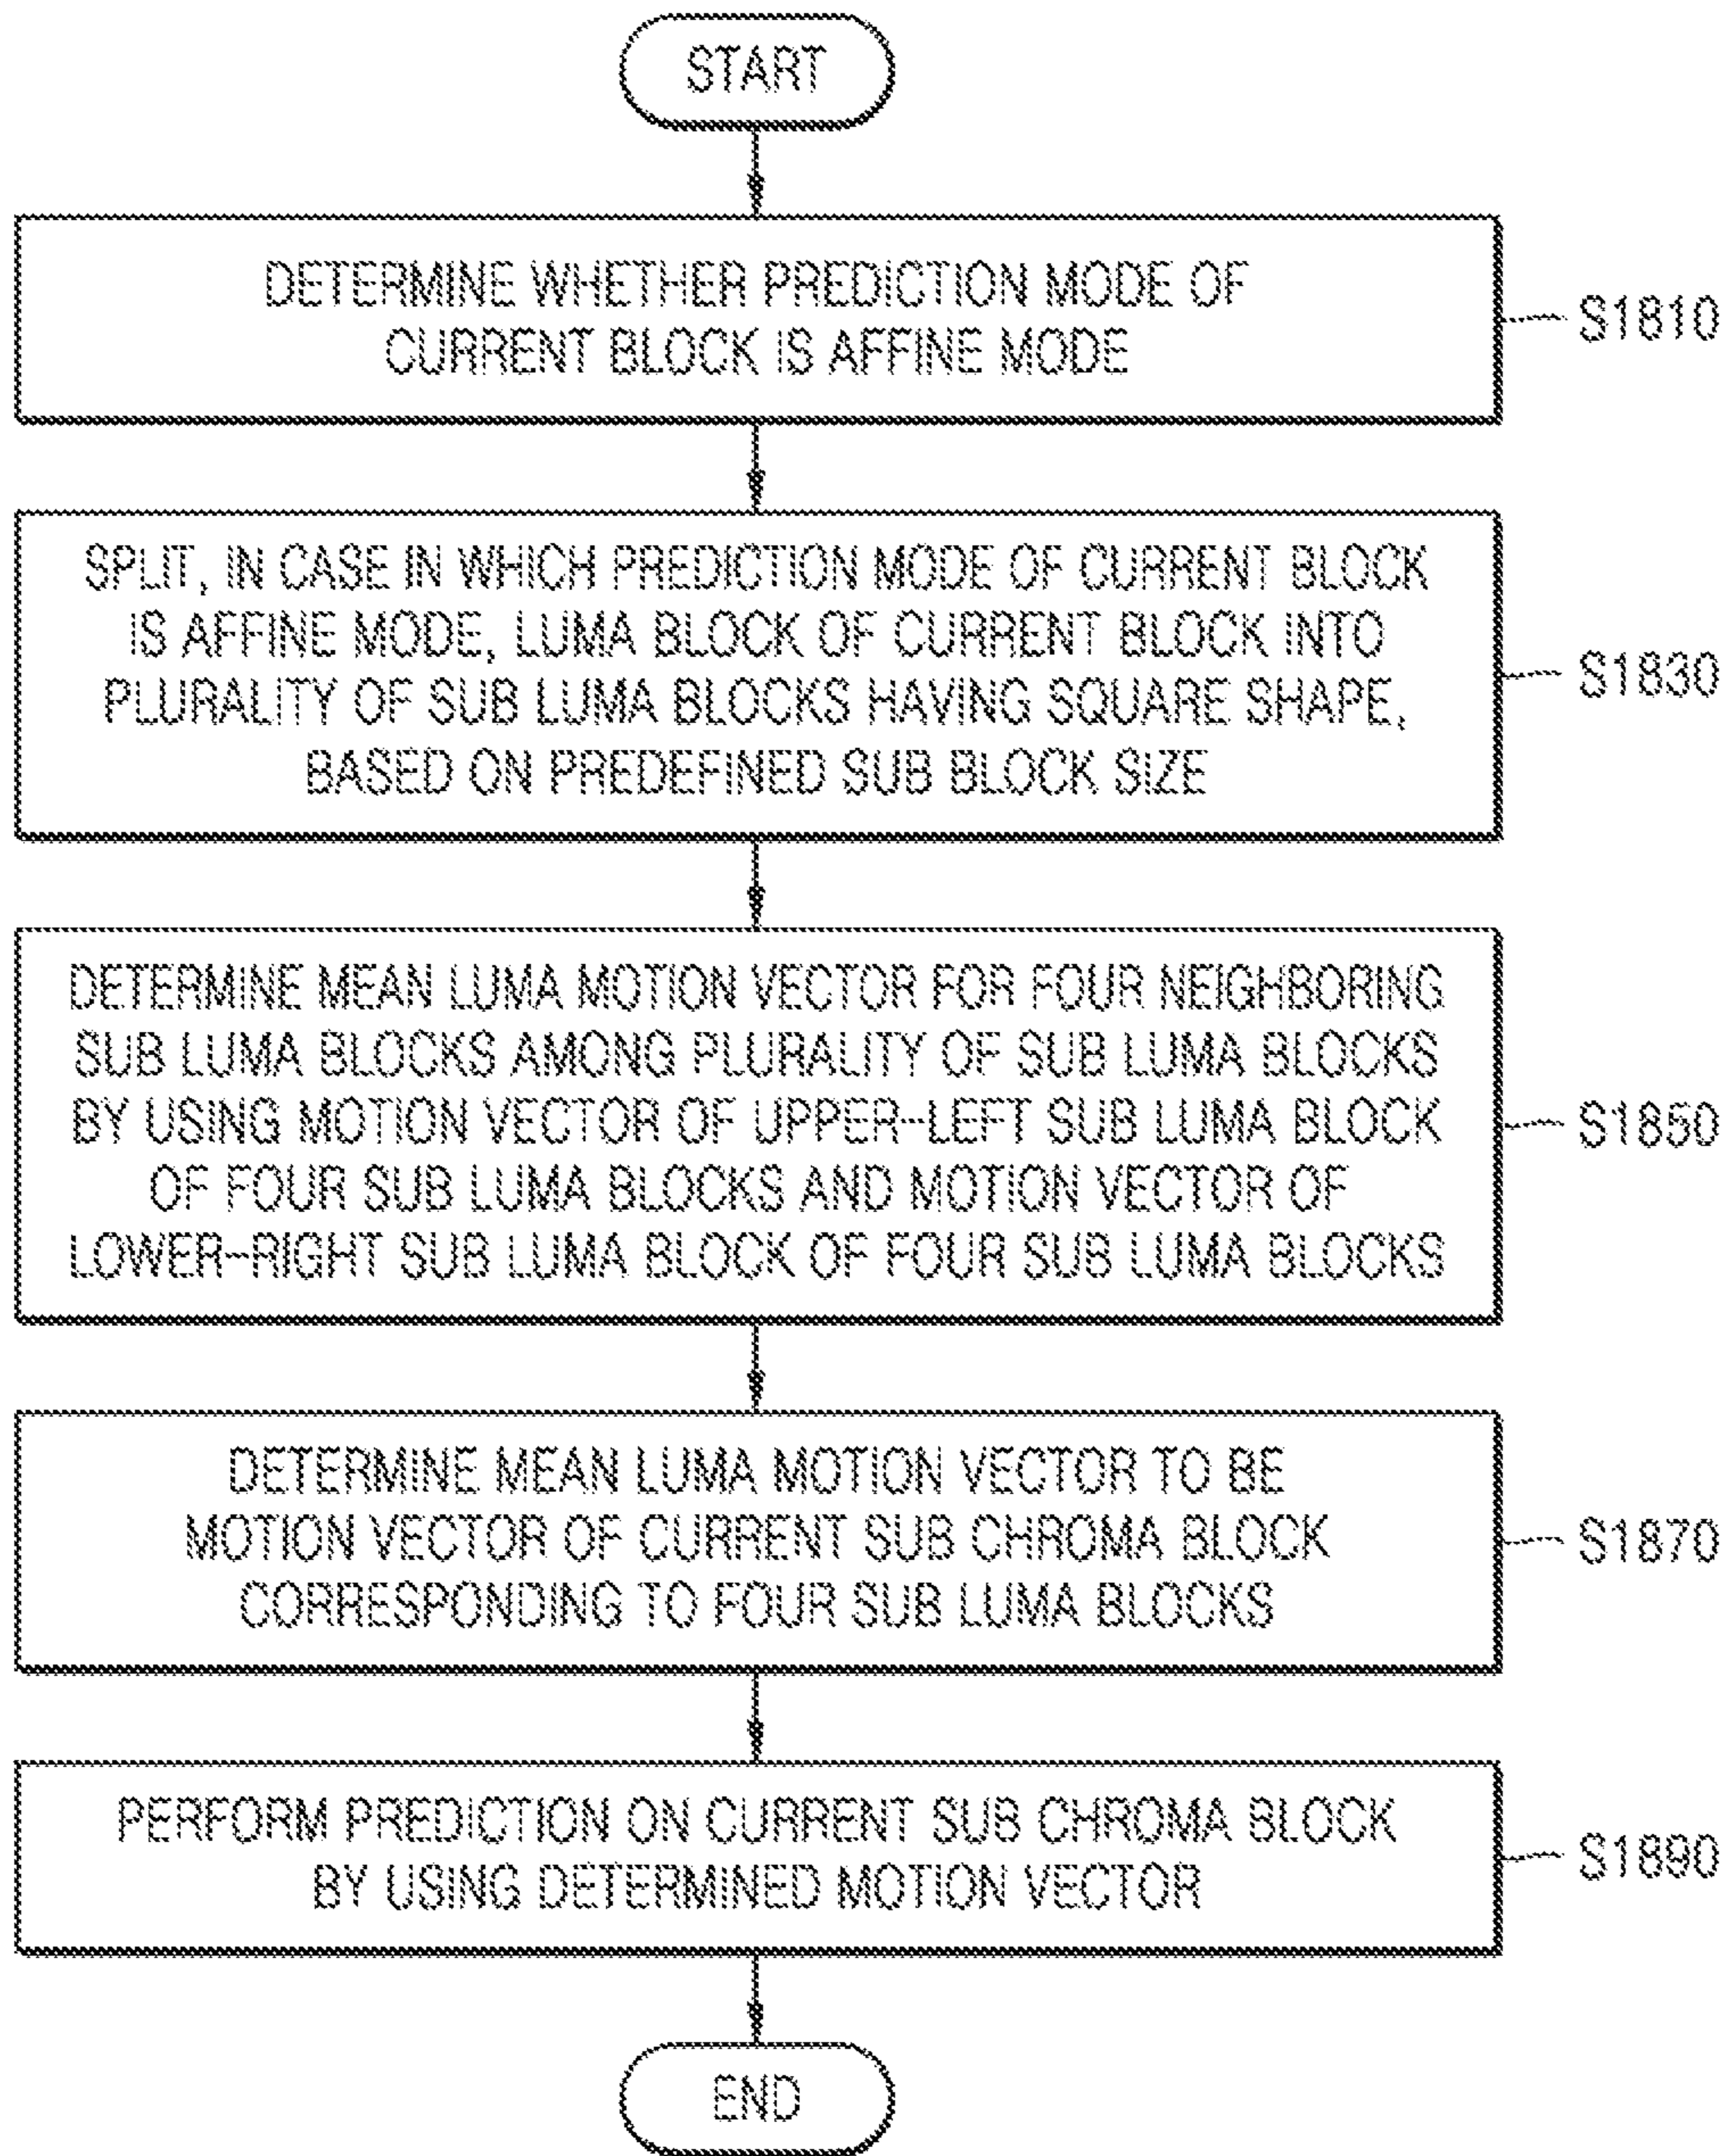 START
DETERMINE WHETHER PREDICTION MODE OF
CURRENT BLOCK IS AFFINE MODE
S1810
SPLIT, IN CASE IN WHICH PREDICTION MODE OF CURRENT BLOCK
IS AFFINE MODE, LUMA BLOCK OF CURRENT BLOCK INTO
PLURALITY OF SUB LUMA BLOCKS HAVING SQUARE SHAPE,
BASED ON PREDEFINED SUB BLOCK SIZE
S1830
DETERMINE MEAN LUMA MOTION VECTOR FOR FOUR NEIGHBORING
SUB LUMA BLOCKS AMONG PLURALITY OF SUB LUMA BLOCKS
BY USING MOTION VECTOR OF UPPER-LEFT SUB LUMA BLOCK
OF FOUR SUB LUMA BLOCKS AND MOTION VECTOR OF
LOWER-RIGHT SUB LUMA BLOCK OF FOUR SUB LUMA BLOCKS
S1850
DETERMINE MEAN LUMA MOTION VECTOR TO BE
MOTION VECTOR OF CURRENT SUB CHROMA BLOCK
CORRESPONDING TO FOUR SUB LUMA BLOCKS
S1870
PERFORM PREDICTION ON CURRENT SUB CHROMA BLOCK
BY USING DETERMINED MOTION VECTOR
S1890
END